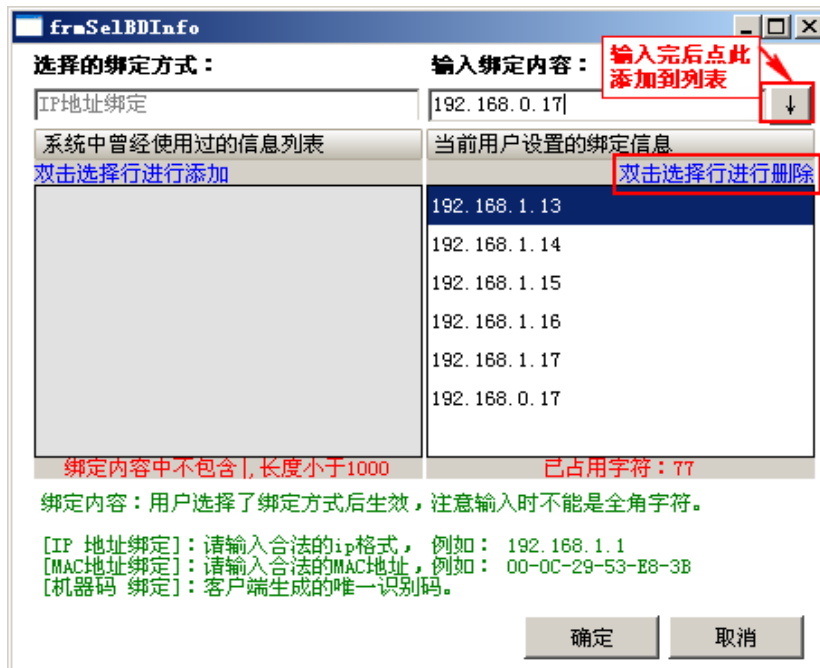 frmSelBDInfo
选择的绑定方式：
输入绑定内容：
输入完后点此
添加到列表
IP地址绑定
192.168.0.17
↓
系统中曾经使用过的信息列表
当前用户设置的绑定信息
双击选择行进行添加
双击选择行进行删除
192.168.1.13
192.168.1.14
192.168.1.15
192.168.1.16
192.168.1.17
192.168.0.17
绑定内容中不包含|,长度小于1000
已占用字符：77
绑定内容：用户选择了绑定方式后生效，注意输入时不能是全角字符。
[IP 地址绑定]：请输入合法的ip格式， 例如： 192.168.1.1
[MAC地址绑定]：请输入合法的MAC地址，例如： 00-0C-29-53-E8-3B
[机器码 绑定]：客户端生成的唯一识别码。
确定
取消